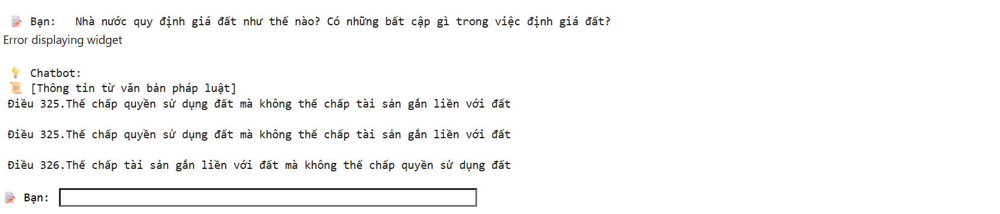 📝 Bạn: Nhà nước quy định giá đất như thế nào? Có những bất cập gì trong việc định giá đất?
Error displaying widget
💡 Chatbot:
📜 [Thông tin từ văn bản pháp luật]
Điều 325.Thế chấp quyền sử dụng đất mà không thế chấp tài sản gắn liền với đất
Điều 325.Thế chấp quyền sử dụng đất mà không thế chấp tài sản gắn liền với đất
Điều 326.Thế chấp tài sản gắn liền với đất mà không thế chấp quyền sử dụng đất
📝 Bạn: